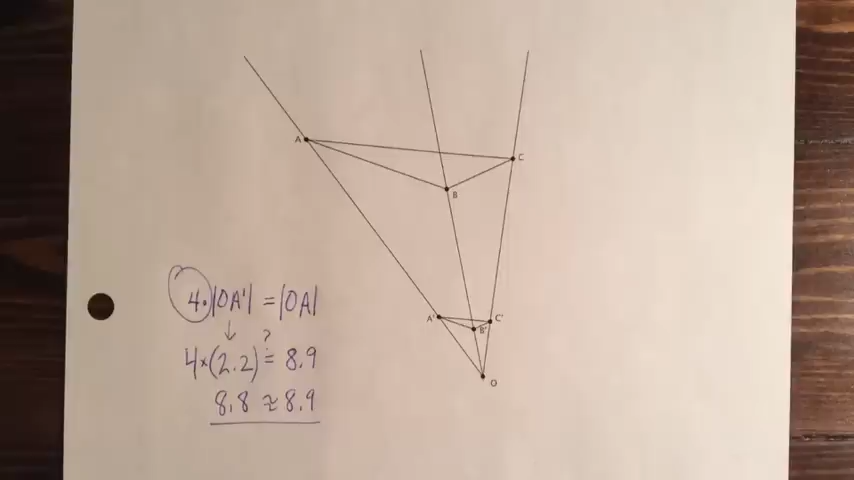 A
C
B
4·|OA'| = |OA|
↓ ?
4×(2.2) = 8.9
8.8 ≈ 8.9
A' C'
B'
O